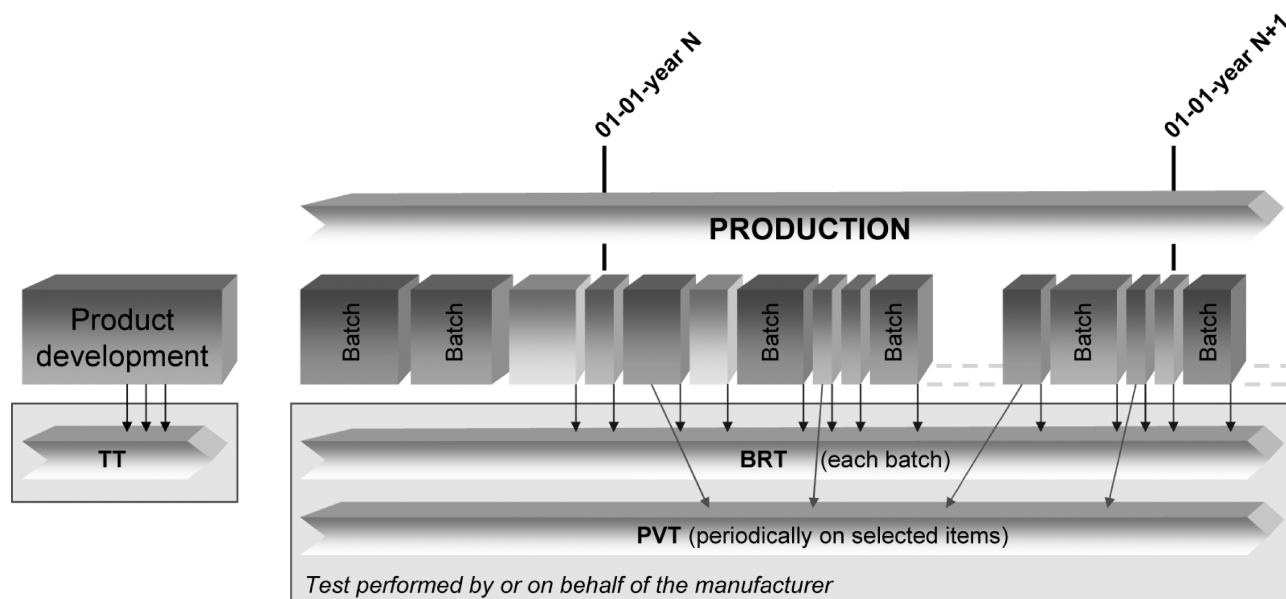 01-01-year N
01-01-year N+1
PRODUCTION
Product
development
Batch
Batch
Batch
Batch
Batch
Batch
TT
BRT (each batch)
PVT (periodically on selected items)
Test performed by or on behalf of the manufacturer